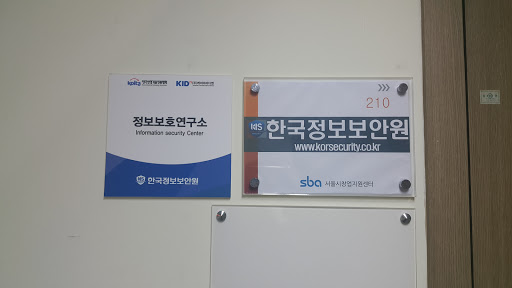 kpita
KID
정보보호연구소
Information security Center
한국정보보안원
210
KIS 한국정보보안원
www.korsecurity.co.kr
sba 서울시창업지원센터